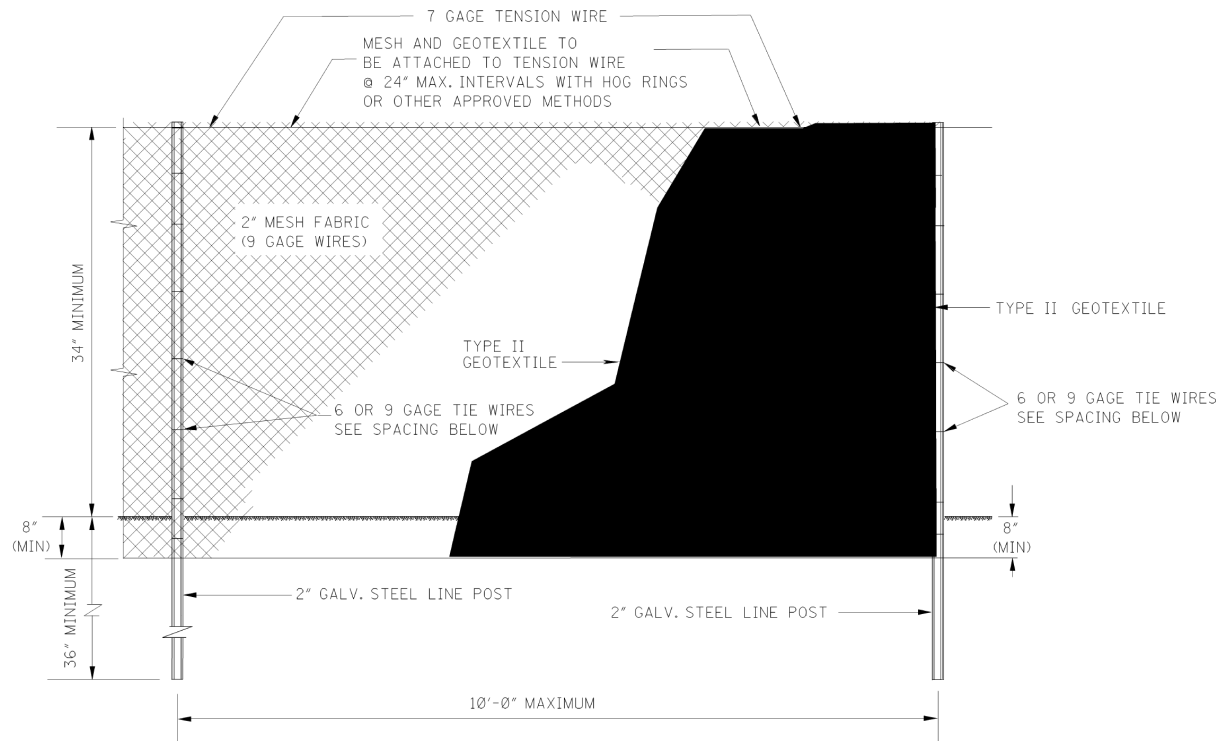 7 GAGE TENSION WIRE
MESH AND GEOTEXTILE TO
BE ATTACHED TO TENSION WIRE
@ 24" MAX. INTERVALS WITH HOG RINGS
OR OTHER APPROVED METHODS
2" MESH FABRIC
(9 GAGE WIRES)
34" MINIMUM
TYPE II
GEOTEXTILE
TYPE II GEOTEXTILE
6 OR 9 GAGE TIE WIRES
SEE SPACING BELOW
6 OR 9 GAGE TIE WIRES
SEE SPACING BELOW
8"
(MIN)
8"
(MIN)
36" MINIMUM
2" GALV. STEEL LINE POST
2" GALV. STEEL LINE POST
10'-0" MAXIMUM